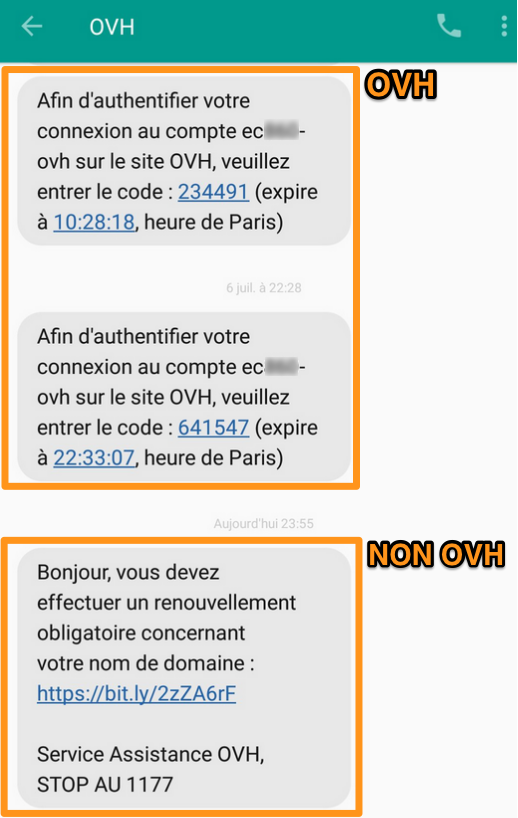 OVH
OVH
Afin d'authentifier votre
connexion au compte ec -
ovh sur le site OVH, veuillez
entrer le code : 234491 (expire
à 10:28:18, heure de Paris)
6 juil. à 22:28
Afin d'authentifier votre
connexion au compte ec -
ovh sur le site OVH, veuillez
entrer le code : 641547 (expire
à 22:33:07, heure de Paris)
Aujourd'hui 23:55
NON OVH
Bonjour, vous devez
effectuer un renouvellement
obligatoire concernant
votre nom de domaine :
https://bit.ly/2zZA6rF
Service Assistance OVH,
STOP AU 1177